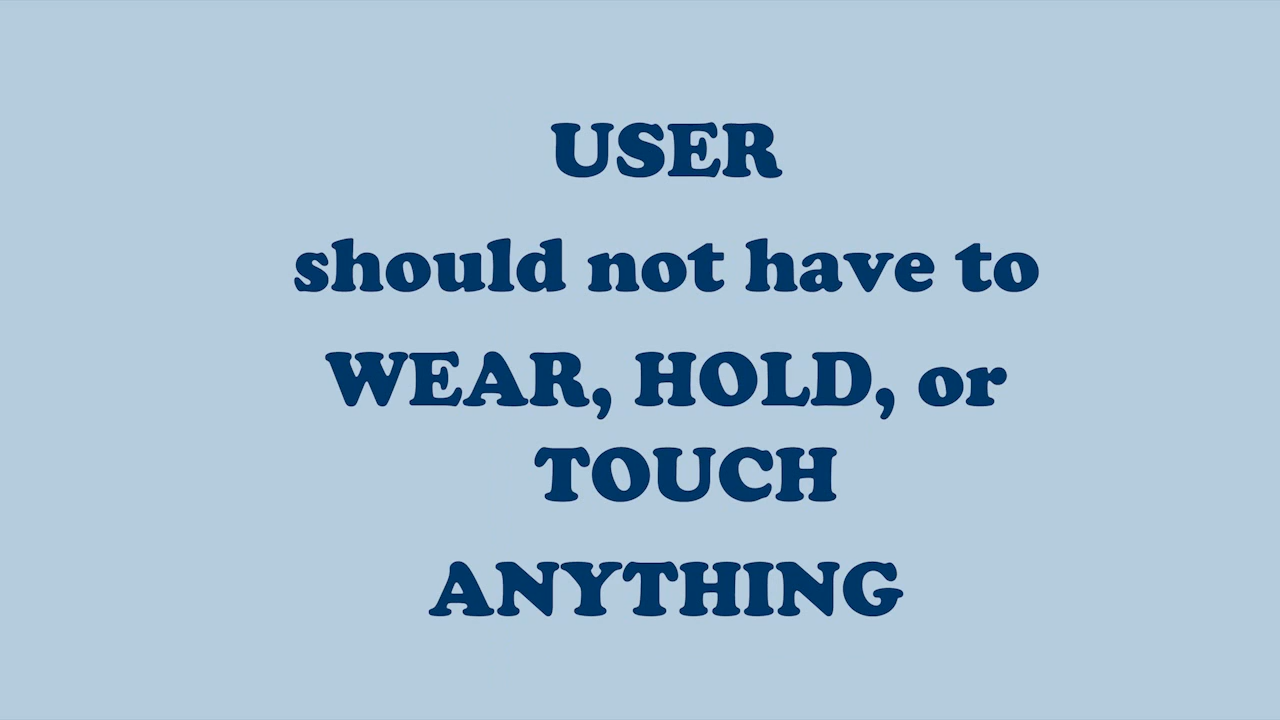 USER
should not have to
WEAR, HOLD, or
TOUCH
ANYTHING